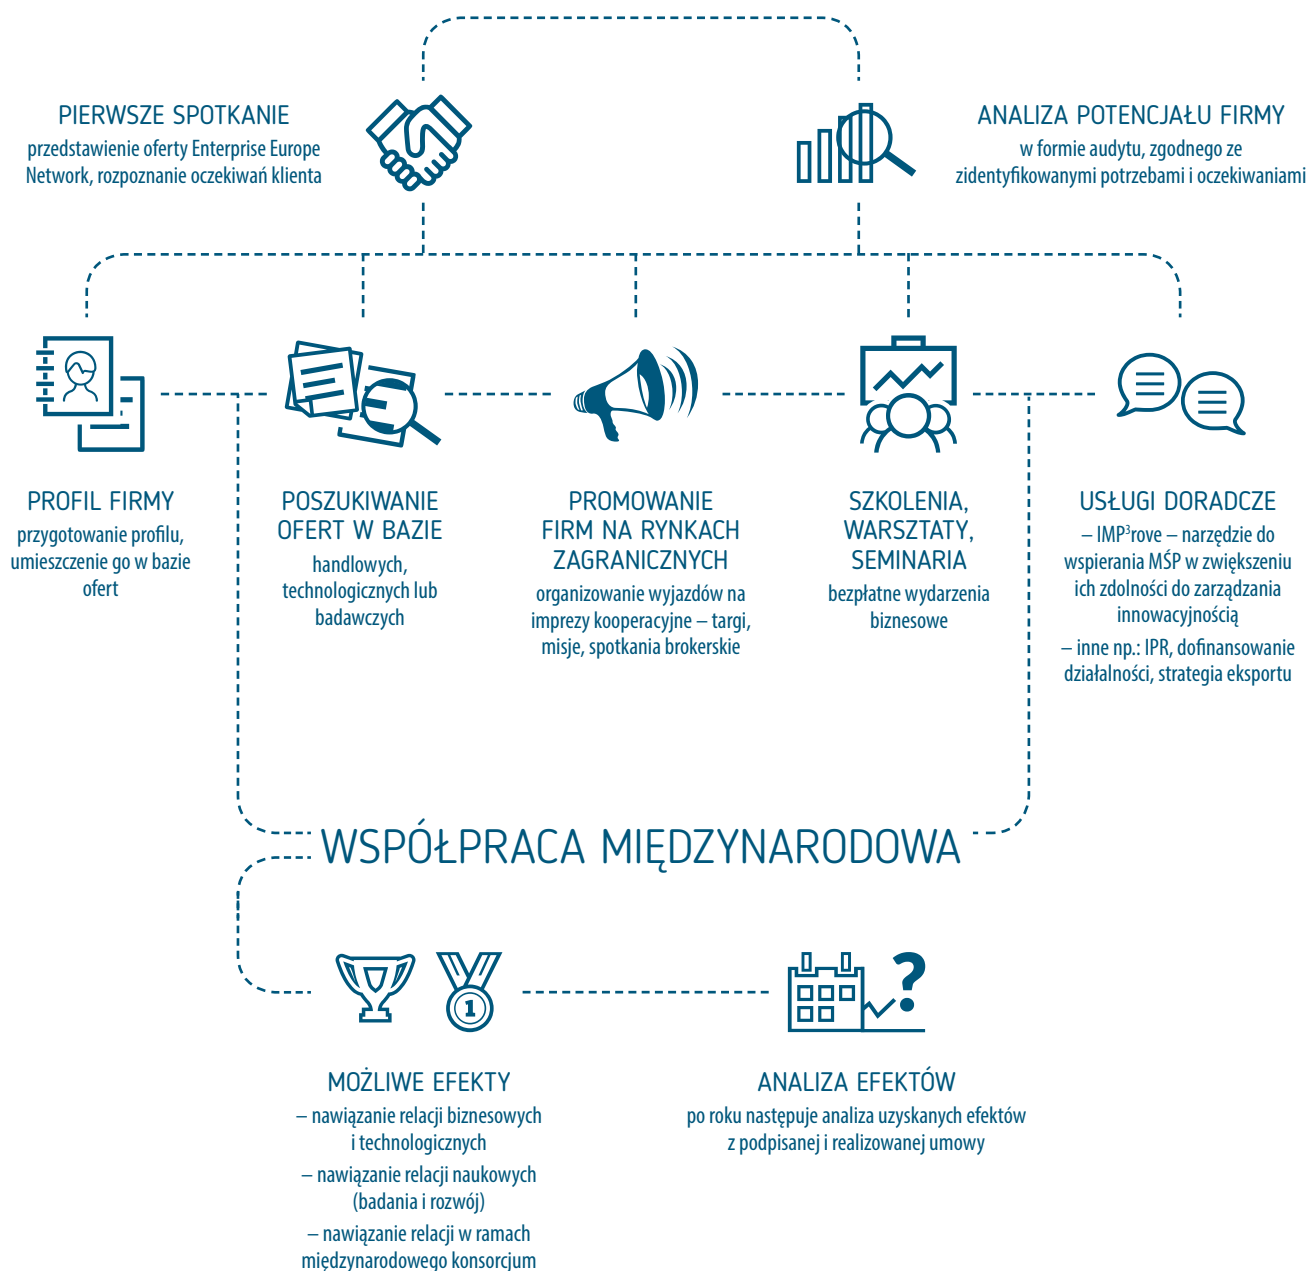 PIERWSZE SPOTKANIE
przedstawienie oferty Enterprise Europe
Network, rozpoznanie oczekiwań klienta
ANALIZA POTENCJAŁU FIRMY
w formie audytu, zgodnego ze
zidentyfikowanymi potrzebami i oczekiwaniami
PROFIL FIRMY
przygotowanie profilu,
umieszczenie go w bazie
ofert
POSZUKIWANIE
OFERT W BAZIE
handlowych,
technologicznych lub
badawczych
PROMOWANIE
FIRM NA RYNKACH
ZAGRANICZNYCH
organizowanie wyjazdów na
imprezy kooperacyjne – targi,
misje, spotkania brokerskie
SZKOLENIA,
WARSZTATY,
SEMINARIA
bezpłatne wydarzenia
biznesowe
USŁUGI DORADCZE
– IMP³rove – narzędzie do
wspierania MŚP w zwiększeniu
ich zdolności do zarządzania
innowacyjnością
– inne np.: IPR, dofinansowanie
działalności, strategia eksportu
WSPÓŁPRACA MIĘDZYNARODOWA
1
?
MOŻLIWE EFEKTY
– nawiązanie relacji biznesowych
i technologicznych
– nawiązanie relacji naukowych
(badania i rozwój)
– nawiązanie relacji w ramach
międzynarodowego konsorcjum
ANALIZA EFEKTÓW
po roku następuje analiza uzyskanych efektów
z podpisanej i realizowanej umowy